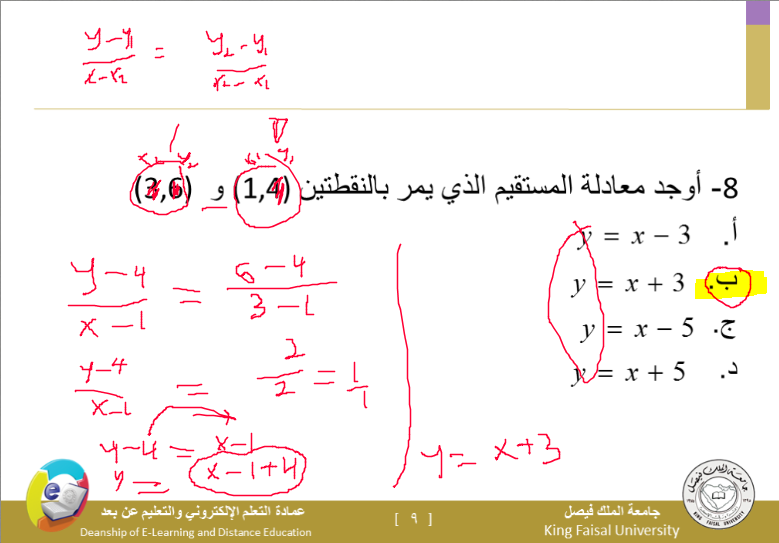 y-y₁/x-x₂ = y₂-y₁/x₂-x₁
8- أوجد معادلة المستقيم الذي يمر بالنقطتين (1,4) و (3,6)
أ. y = x − 3
ب. y = x + 3
ج. y = x − 5
د. y = x + 5
y-4/x-1 = 6-4/3-1
y-4/x-1 = 2/2 = 1/1
y-4 = x-1
y = x-1+4
y = x+3
عمادة التعلم الإلكتروني والتعليم عن بعد
Deanship of E-Learning and Distance Education
[ ٩ ]
جامعة الملك فيصل
King Faisal University